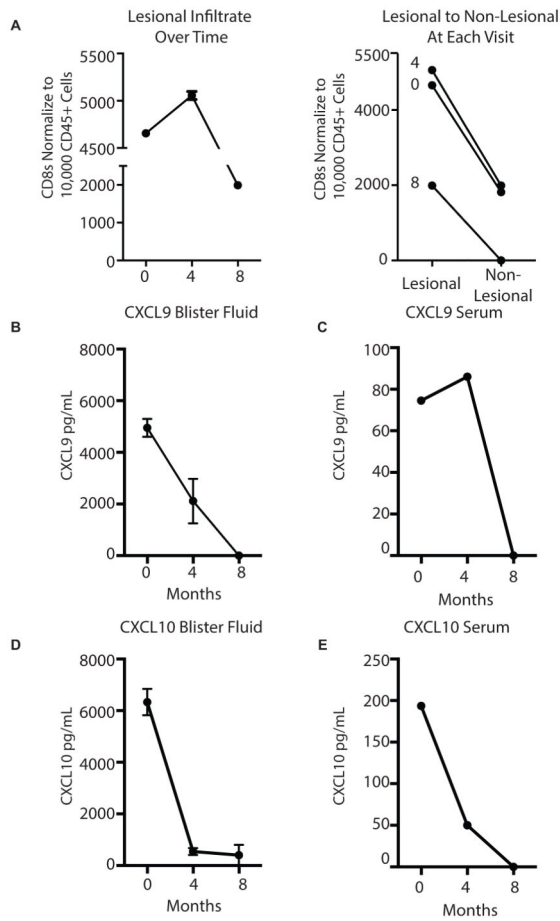 A
Lesional Infiltrate
Over Time
CD8s Normalize to
10,000 CD45+ Cells
5500
5000
4500
2000
1000
0
0 4 8
Lesional to Non-Lesional
At Each Visit
CD8s Normalize to
10,000 CD45+ Cells
5500
4000
2000
0
4
0
8
Lesional
Non-
Lesional
B
CXCL9 Blister Fluid
CXCL9 pg/mL
8000
6000
4000
2000
0
0 4 8
Months
C
CXCL9 Serum
CXCL9 pg/mL
100
80
60
40
20
0
0 4 8
Months
D
CXCL10 Blister Fluid
CXCL10 pg/mL
8000
6000
4000
2000
0
0 4 8
Months
E
CXCL10 Serum
CXCL10 pg/mL
250
200
150
100
50
0
0 4 8
Months